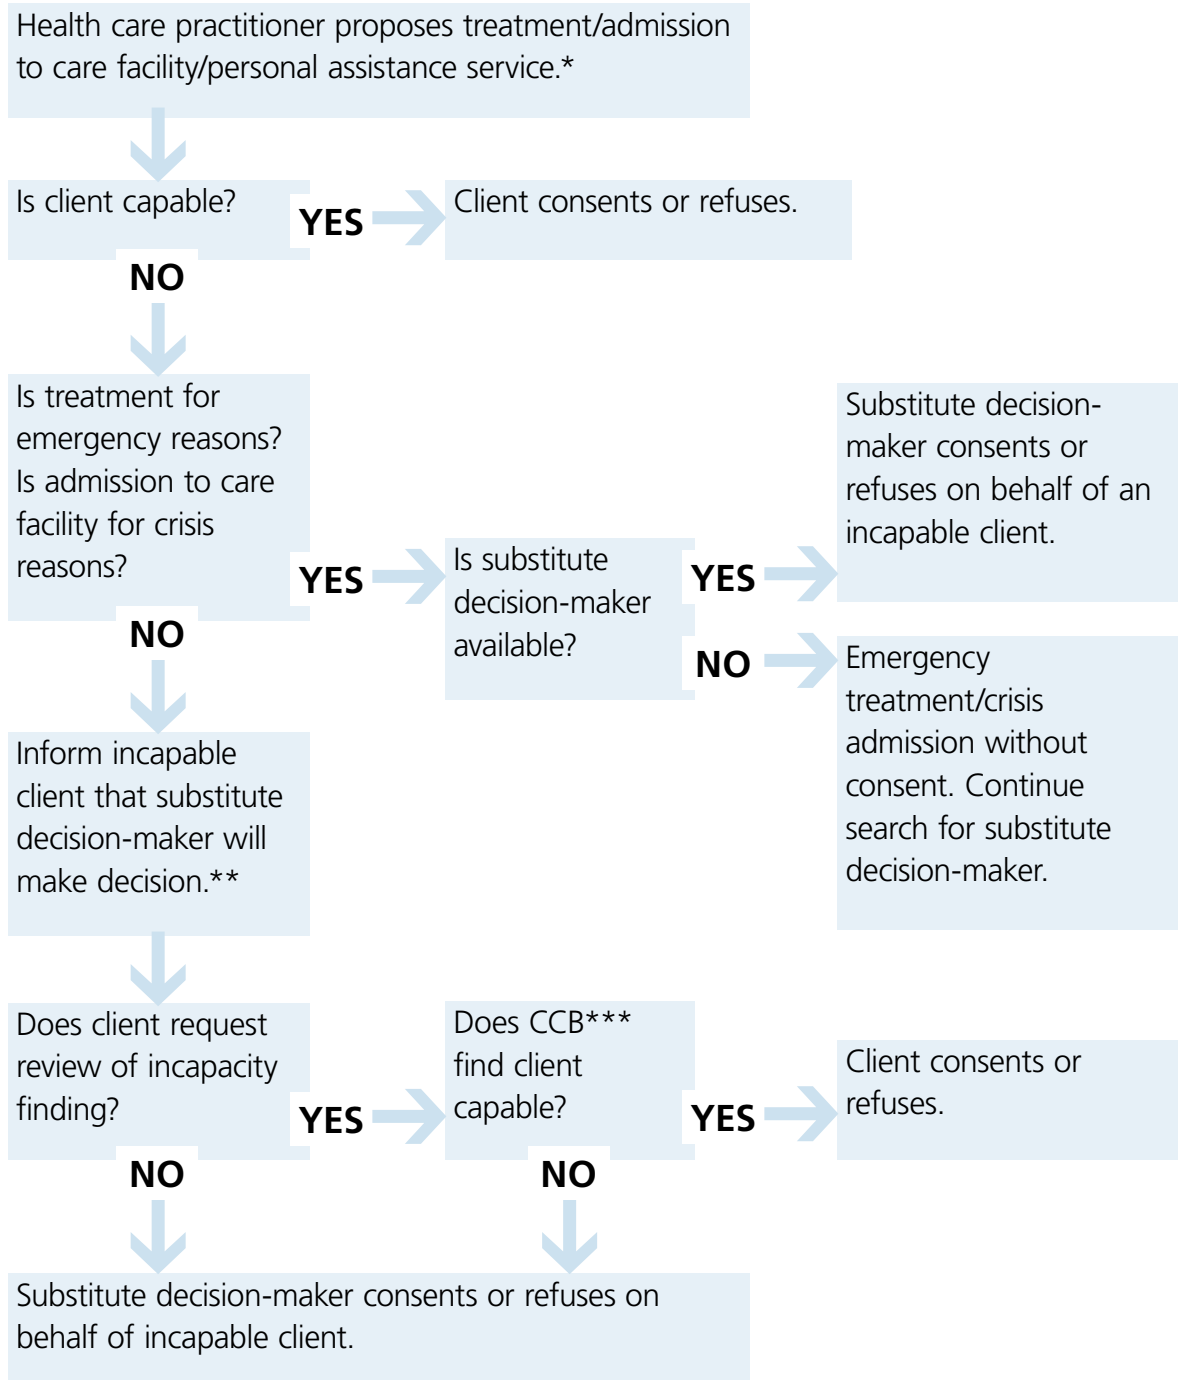 Health care practitioner proposes treatment/admission
to care facility/personal assistance service.*
Is client capable?
YES
Client consents or refuses.
NO
Is treatment for
emergency reasons?
Is admission to care
facility for crisis
reasons?
YES
Is substitute
decision-maker
available?
YES
Substitute decision-
maker consents or
refuses on behalf of an
incapable client.
NO
Emergency
treatment/crisis
admission without
consent. Continue
search for substitute
decision-maker.
NO
Inform incapable
client that substitute
decision-maker will
make decision.**
Does client request
review of incapacity
finding?
YES
Does CCB***
find client
capable?
YES
Client consents or
refuses.
NO
NO
Substitute decision-maker consents or refuses on
behalf of incapable client.